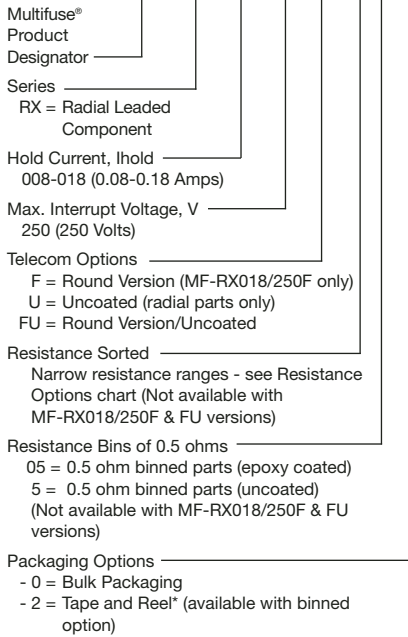 Multifuse®
Product
Designator
Series
RX = Radial Leaded
Component
Hold Current, Ihold
008-018 (0.08-0.18 Amps)
Max. Interrupt Voltage, V
250 (250 Volts)
Telecom Options
F = Round Version (MF-RX018/250F only)
U = Uncoated (radial parts only)
FU = Round Version/Uncoated
Resistance Sorted
Narrow resistance ranges - see Resistance
Options chart (Not available with
MF-RX018/250F & FU versions)
Resistance Bins of 0.5 ohms
05 = 0.5 ohm binned parts (epoxy coated)
5 = 0.5 ohm binned parts (uncoated)
(Not available with MF-RX018/250F & FU
versions)
Packaging Options
- 0 = Bulk Packaging
- 2 = Tape and Reel* (available with binned
option)